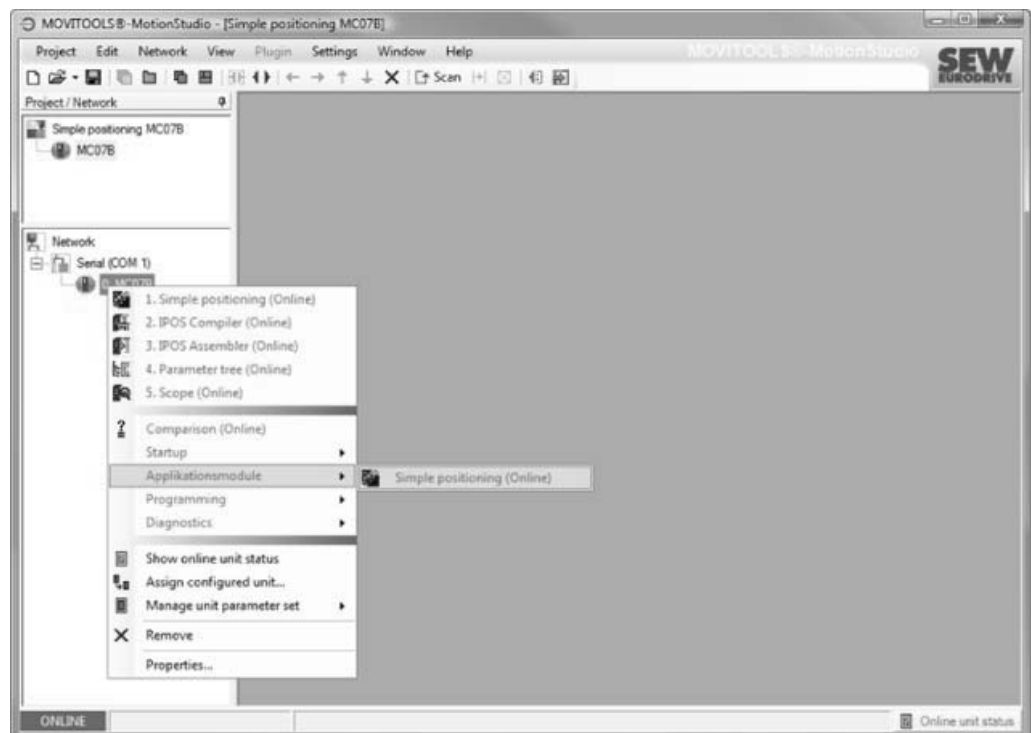 MOVITOOLS®-MotionStudio - [Simple positioning MC07B]
Project Edit Network View Plugin Settings Window Help
MOVITOOLS®-MotionStudio
SEW
EURODRIVE
Scan
Project / Network
Simple positioning MC07B
MC07B
Network
Serial (COM 1)
1. Simple positioning (Online)
2. IPOS Compiler (Online)
3. IPOS Assembler (Online)
4. Parameter tree (Online)
5. Scope (Online)
Comparison (Online)
Startup
Applikationsmodule
Simple positioning (Online)
Programming
Diagnostics
Show online unit status
Assign configured unit...
Manage unit parameter set
Remove
Properties...
ONLINE
Online unit status